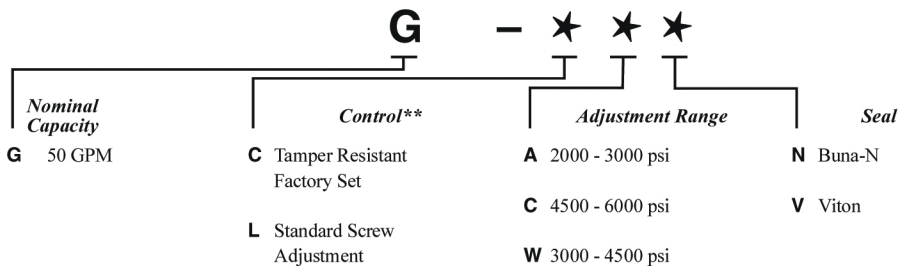 G - ★ ★ ★
Nominal
Capacity
G 50 GPM
Control**
C Tamper Resistant
Factory Set
L Standard Screw
Adjustment
Adjustment Range
A 2000 - 3000 psi
C 4500 - 6000 psi
W 3000 - 4500 psi
Seal
N Buna-N
V Viton